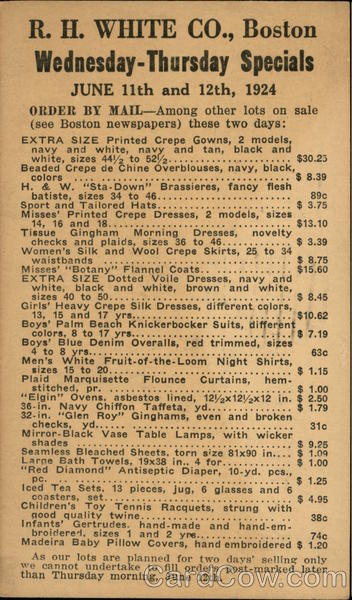 R. H. WHITE CO., Boston
Wednesday-Thursday Specials
JUNE 11th and 12th, 1924
ORDER BY MAIL—Among other lots on sale
(see Boston newspapers) these two days:
EXTRA SIZE Printed Crepe Gowns, 2 models,
navy and white, navy and tan, black and
white, sizes 44½ to 52½ $30.25
Beaded Crepe de Chine Overblouses, navy, black,
colors $ 8.39
H. & W. "Sta-Down" Brassieres, fancy flesh
batiste, sizes 34 to 46 89c
Sport and Tailored Hats $ 3.75
Misses' Printed Crepe Dresses, 2 models, sizes
14, 16 and 18 $13.10
Tissue Gingham Morning Dresses, novelty
checks and plaids, sizes 36 to 46 $ 3.39
Women's Silk and Wool Crepe Skirts, 25 to 34
waistbands $ 8.75
Misses' "Botany" Flannel Coats $15.60
EXTRA SIZE Dotted Voile Dresses, navy and
white, black and white, brown and white,
sizes 40 to 50 $ 8.45
Girls' Heavy Crepe Silk Dresses, different colors,
13, 15 and 17 yrs. $10.62
Boys' Palm Beach Knickerbocker Suits, different
colors, 8 to 17 yrs. $ 7.19
Boys' Blue Denim Overalls, red trimmed, sizes
4 to 8 yrs. 63c
Men's White Fruit-of-the-Loom Night Shirts,
sizes 15 to 20 $ 1.15
Plaid Marquisette Flounce Curtains, hem-
stitched, pr. $ 1.00
"Elgin" Ovens, asbestos lined, 12½x12½x12 in. $ 2.50
36-in. Navy Chiffon Taffeta, yd. $ 1.79
32-in. "Glen Roy" Ginghams, even and broken
checks, yd. 31c
Mirror-Black Vase Table Lamps, with wicker
shades $ 9.25
Seamless Bleached Sheets, torn size 81x90 in. $ 1.09
Large Bath Towels, 19x38 in. 4 for $ 1.00
"Red Diamond" Antiseptic Diaper, 10-yd. pcs.,
pc. $ 1.25
Iced Tea Sets, 13 pieces, jug, 6 glasses and 6
coasters, set $ 4.95
Children's Toy Tennis Racquets, strung with
good quality twine 38c
Infants' Gertrudes, hand-made and hand-em-
broidered, sizes 1 and 2 yrs. 74c
Madeira Baby Pillow Covers, hand embroidered $ 1.20
As our lots are planned for two days' selling only
we cannot undertake to fill orders post-marked later
than Thursday morning, June 12th.
CardCow.com